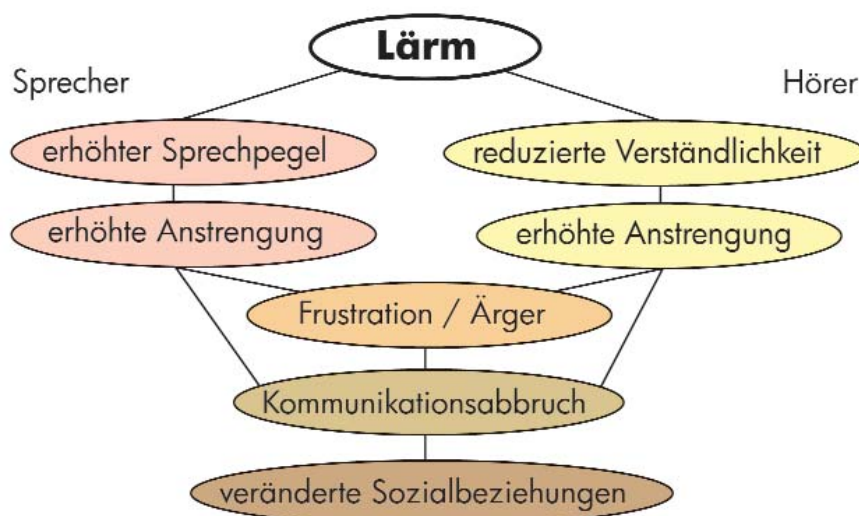 Lärm
Sprecher
Hörer
erhöhter Sprechpegel
reduzierte Verständlichkeit
erhöhte Anstrengung
erhöhte Anstrengung
Frustration / Ärger
Kommunikationsabbruch
veränderte Sozialbeziehungen